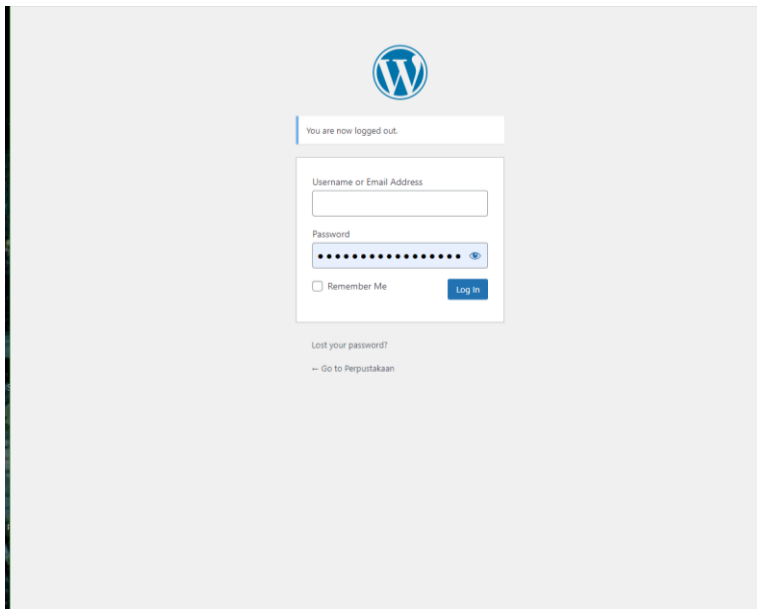 You are now logged out.
Username or Email Address
Password
Remember Me
Log In
Lost your password?
← Go to Perpustakaan